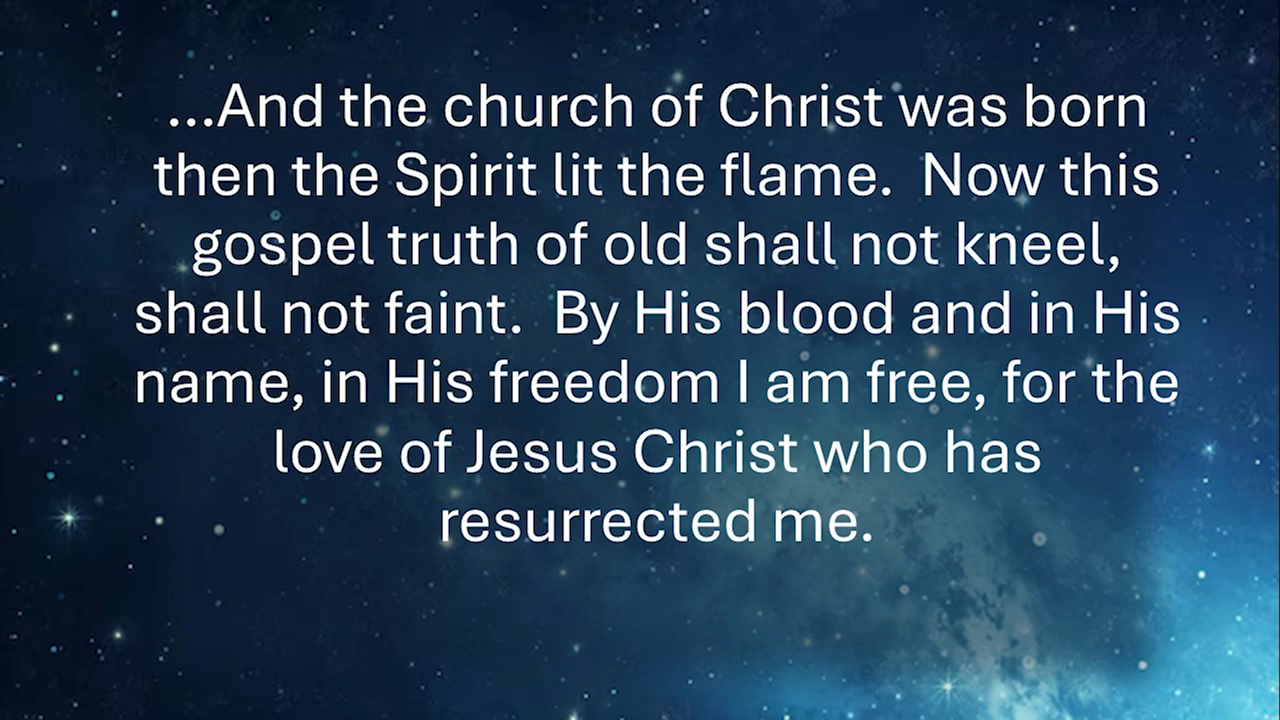 ...And the church of Christ was born
then the Spirit lit the flame.  Now this
gospel truth of old shall not kneel,
shall not faint.  By His blood and in His
name, in His freedom I am free, for the
love of Jesus Christ who has
resurrected me.